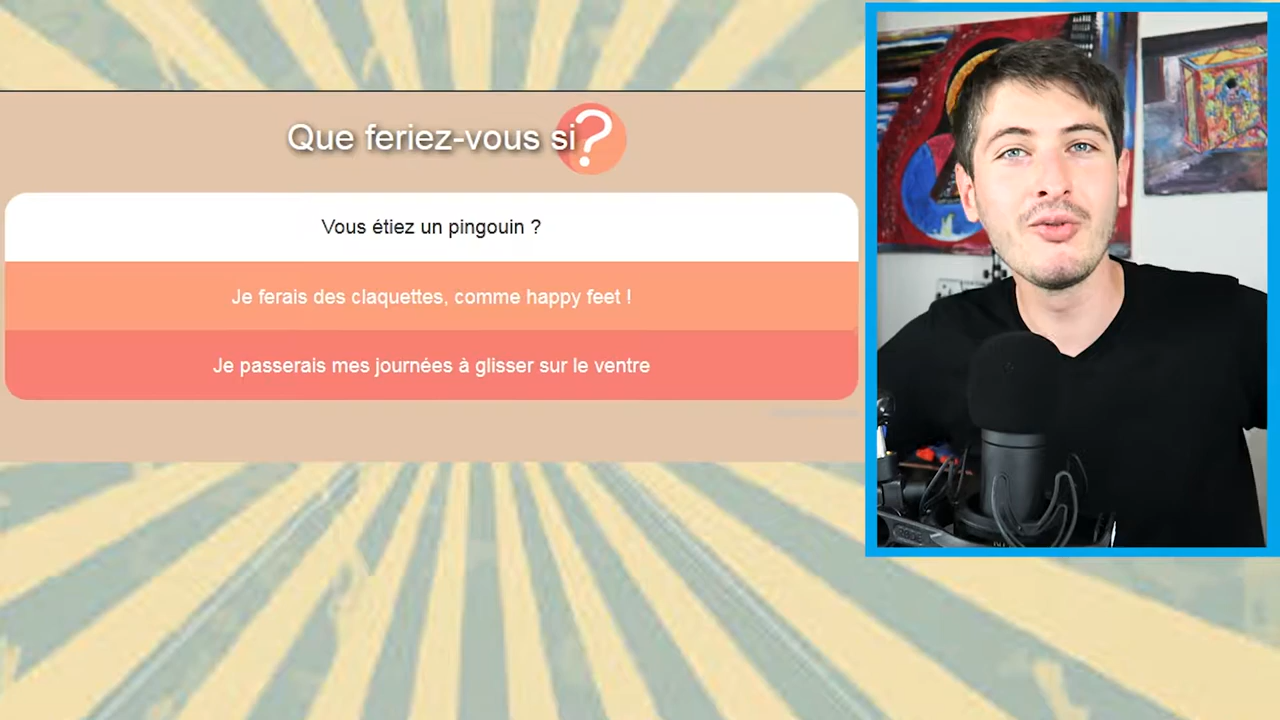 Que feriez-vous si?
Vous étiez un pingouin ?
Je ferais des claquettes, comme happy feet !
Je passerais mes journées à glisser sur le ventre